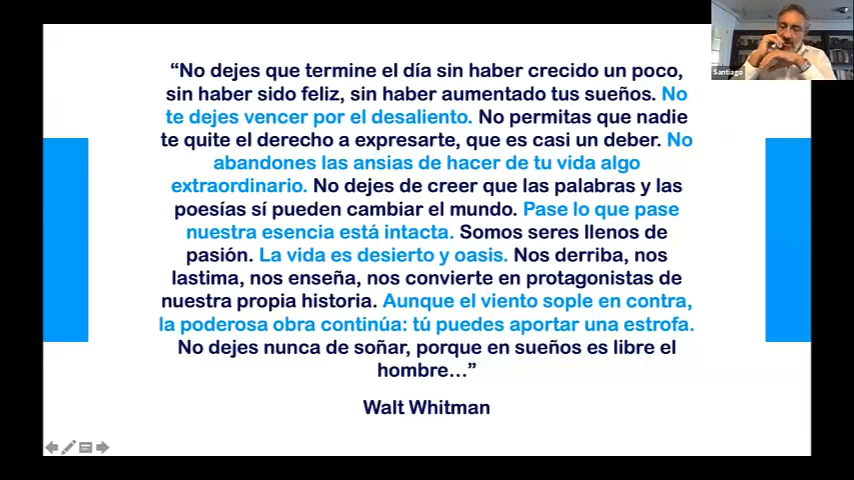 Santiago
“No dejes que termine el día sin haber crecido un poco,
sin haber sido feliz, sin haber aumentado tus sueños. No
te dejes vencer por el desaliento. No permitas que nadie
te quite el derecho a expresarte, que es casi un deber. No
abandones las ansias de hacer de tu vida algo
extraordinario. No dejes de creer que las palabras y las
poesías sí pueden cambiar el mundo. Pase lo que pase
nuestra esencia está intacta. Somos seres llenos de
pasión. La vida es desierto y oasis. Nos derriba, nos
lastima, nos enseña, nos convierte en protagonistas de
nuestra propia historia. Aunque el viento sople en contra,
la poderosa obra continúa: tú puedes aportar una estrofa.
No dejes nunca de soñar, porque en sueños es libre el
hombre…”
Walt Whitman